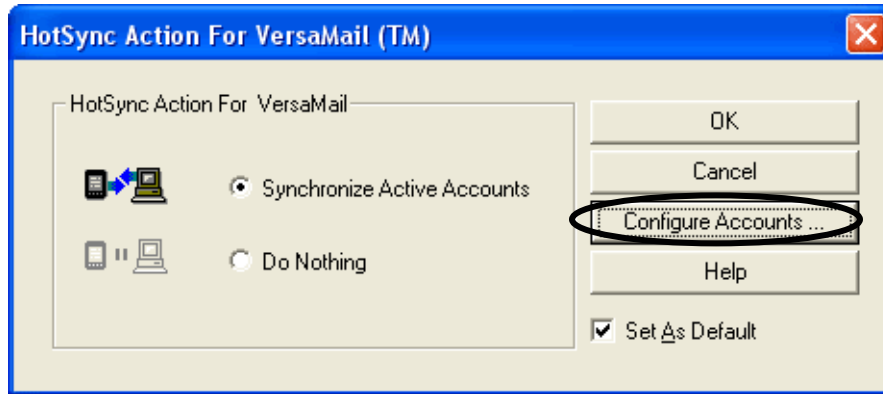 HotSync Action For VersaMail (TM)
HotSync Action For VersaMail
Synchronize Active Accounts
Do Nothing
OK
Cancel
Configure Accounts ...
Help
Set As Default